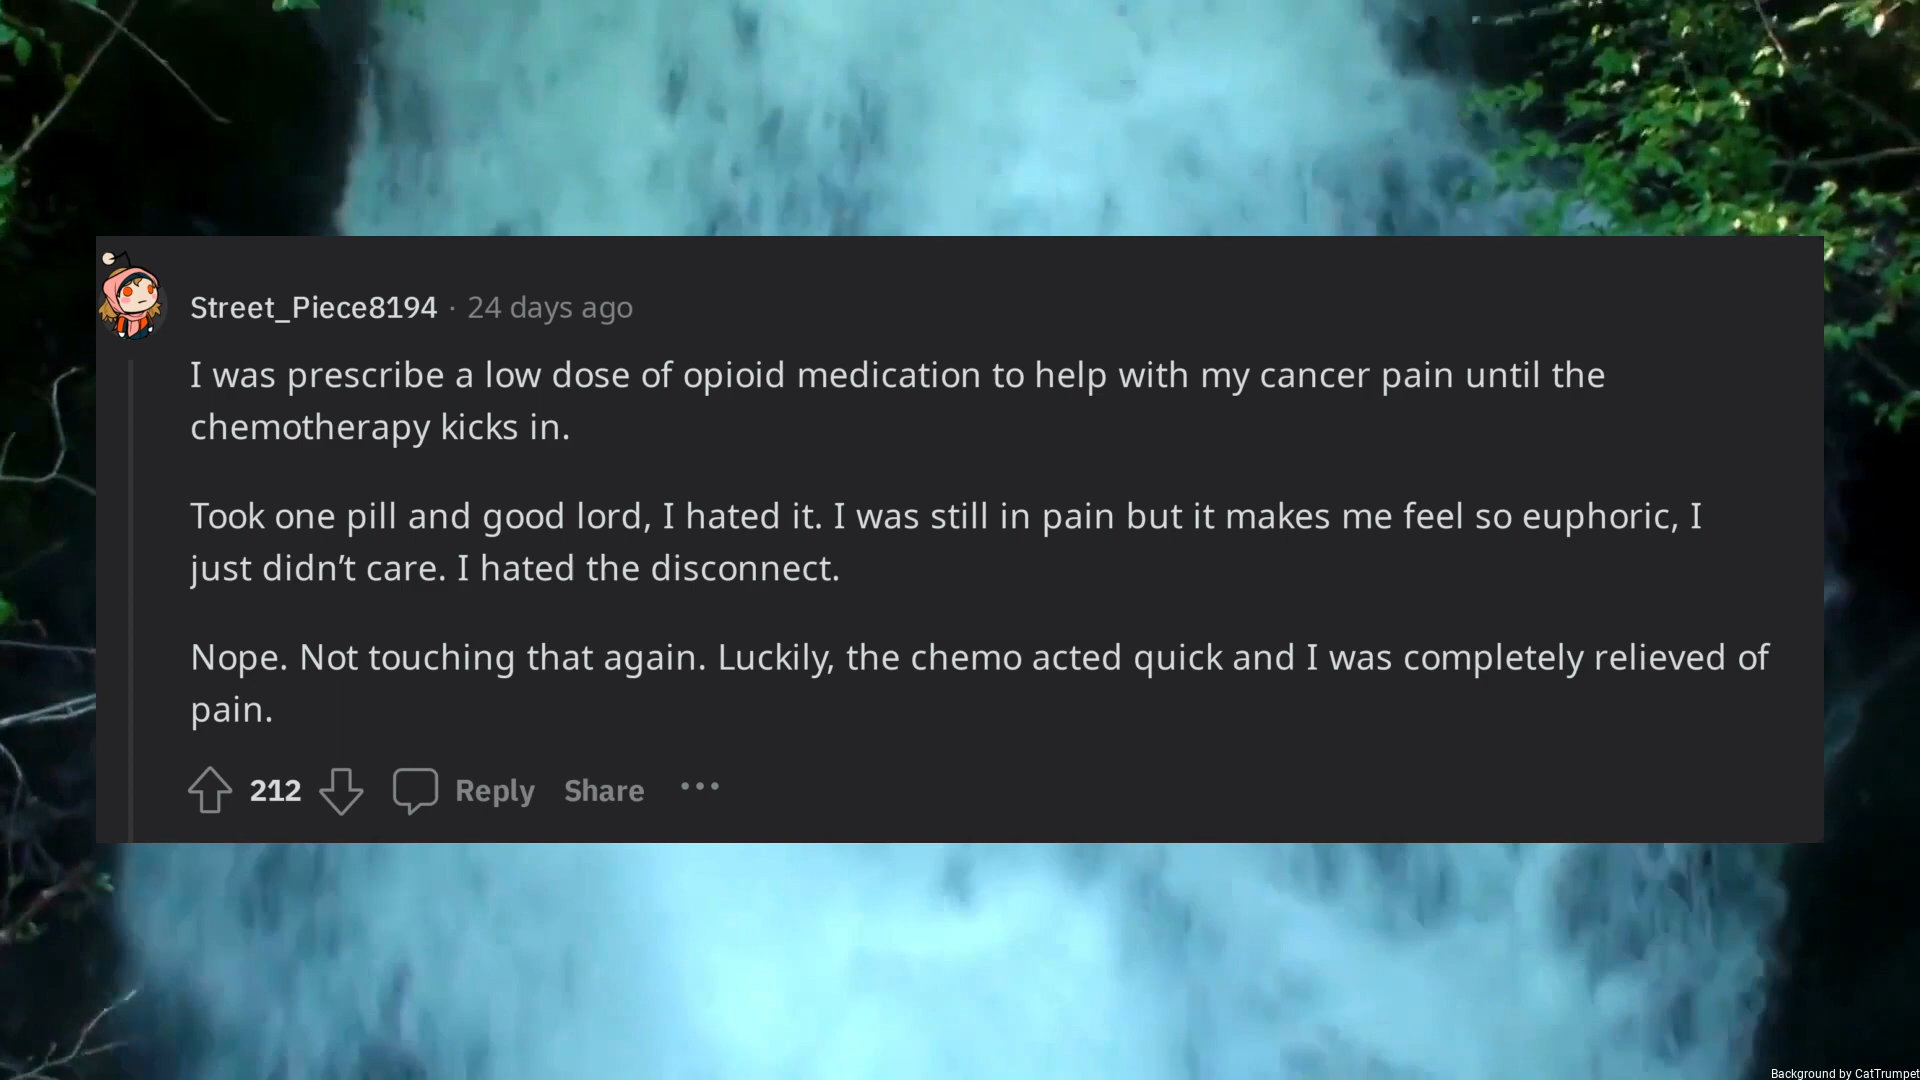 Street_Piece8194 · 24 days ago
I was prescribe a low dose of opioid medication to help with my cancer pain until the
chemotherapy kicks in.
Took one pill and good lord, I hated it. I was still in pain but it makes me feel so euphoric, I
just didn’t care. I hated the disconnect.
Nope. Not touching that again. Luckily, the chemo acted quick and I was completely relieved of
pain.
212 Reply Share ···
Background by CatTrumpet